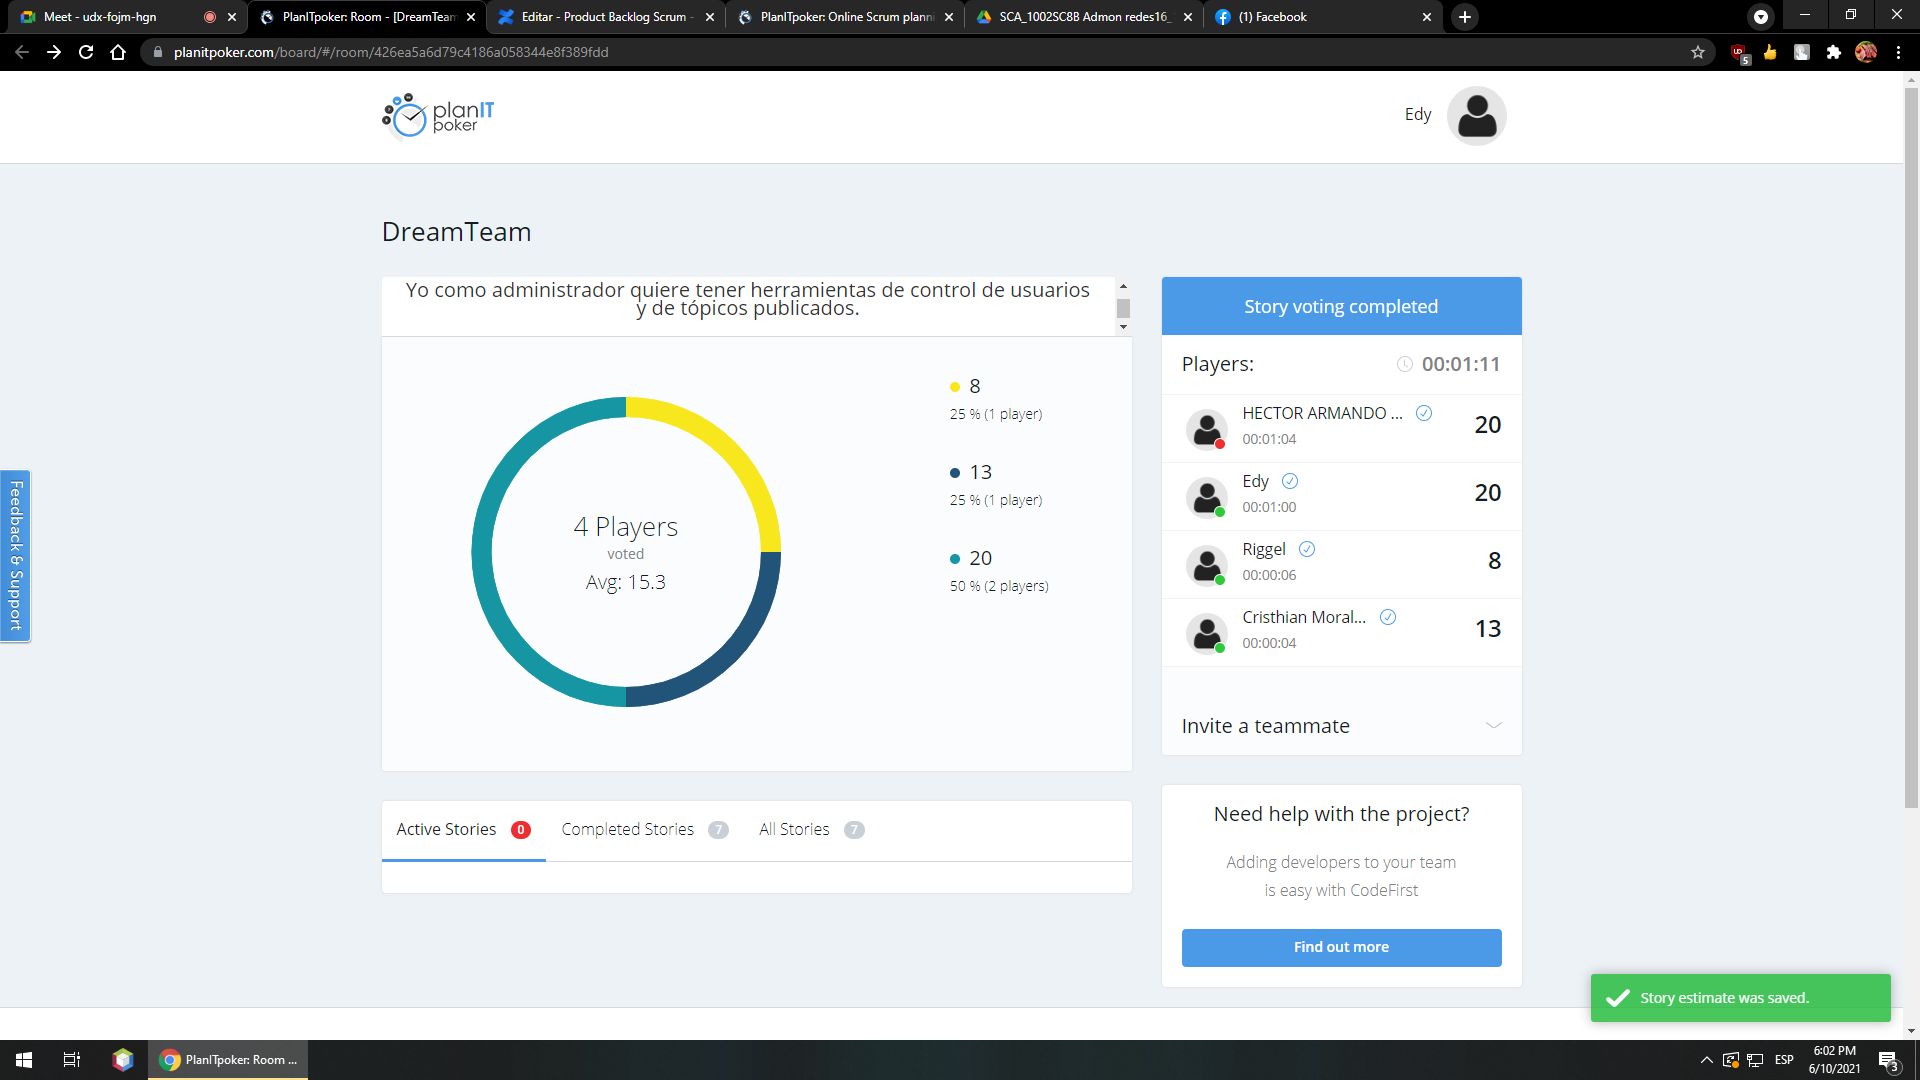 Meet - udx-fojm-hgn
PlanITpoker: Room - [DreamTeam
Editar - Product Backlog Scrum -
PlanITpoker: Online Scrum planni
SCA_1002SC8B Admon redes16_
(1) Facebook
planitpoker.com/board/#/room/426ea5a6d79c4186a058344e8f389fdd
5
planIT
poker
Edy
DreamTeam
Yo como administrador quiere tener herramientas de control de usuarios
y de tópicos publicados.
4 Players
voted
Avg: 15.3
8
25 % (1 player)
13
25 % (1 player)
20
50 % (2 players)
Story voting completed
Players:
00:01:11
HECTOR ARMANDO ...
00:01:04
20
Edy
00:01:00
20
Riggel
00:00:06
8
Cristhian Moral...
00:00:04
13
Invite a teammate
Feedback & Support
Active Stories 0
Completed Stories 7
All Stories 7
Need help with the project?
Adding developers to your team
is easy with CodeFirst
Find out more
Story estimate was saved.
PlanITpoker: Room ...
ESP
6:02 PM
6/10/2021
3